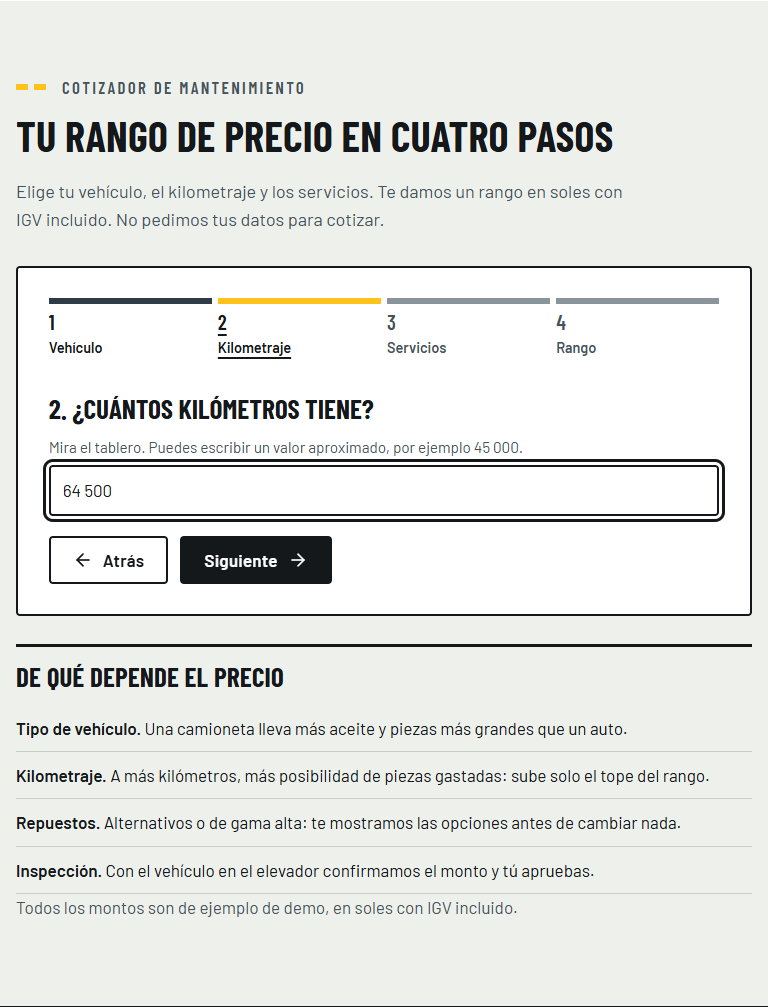 COTIZADOR DE MANTENIMIENTO
TU RANGO DE PRECIO EN CUATRO PASOS
Elige tu vehículo, el kilometraje y los servicios. Te damos un rango en soles con
IGV incluido. No pedimos tus datos para cotizar.
1
Vehículo
2
Kilometraje
3
Servicios
4
Rango
2. ¿CUÁNTOS KILÓMETROS TIENE?
Mira el tablero. Puedes escribir un valor aproximado, por ejemplo 45 000.
64 500
← Atrás
Siguiente →
DE QUÉ DEPENDE EL PRECIO
Tipo de vehículo. Una camioneta lleva más aceite y piezas más grandes que un auto.
Kilometraje. A más kilómetros, más posibilidad de piezas gastadas: sube solo el tope del rango.
Repuestos. Alternativos o de gama alta: te mostramos las opciones antes de cambiar nada.
Inspección. Con el vehículo en el elevador confirmamos el monto y tú apruebas.
Todos los montos son de ejemplo de demo, en soles con IGV incluido.